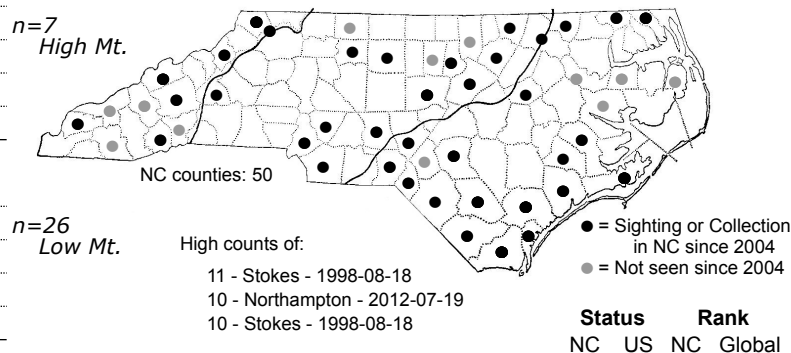 n=7
High Mt.
NC counties: 50
n=26
Low Mt.
High counts of:
11 - Stokes - 1998-08-18
10 - Northampton - 2012-07-19
10 - Stokes - 1998-08-18
= Sighting or Collection
in NC since 2004
= Not seen since 2004
Status Rank
NC US NC Global